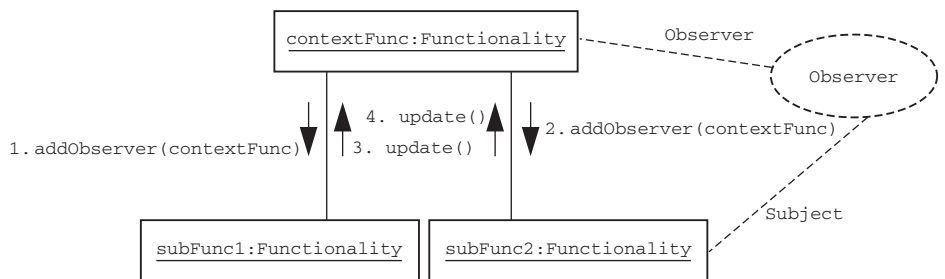 contextFunc:Functionality
Observer
Observer
4. update()
2. addObserver(contextFunc)
1. addObserver(contextFunc)
3. update()
Subject
subFunc1:Functionality
subFunc2:Functionality